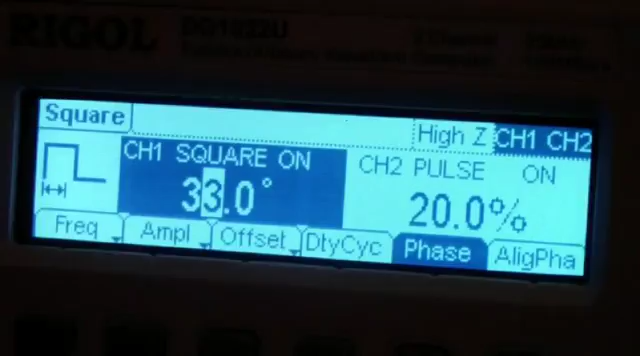 RIGOL DG1022U
Square
High Z CH1 CH2
CH1 SQUARE ON
33.0°
CH2 PULSE ON
20.0%
Freq Ampl Offset DtyCyc Phase AligPha